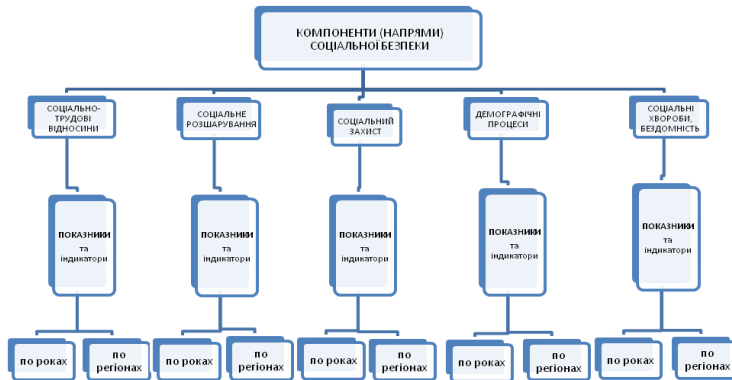 КОМПОНЕНТИ (НАПРЯМИ)
СОЦІАЛЬНОЇ БЕЗПЕКИ
СОЦІАЛЬНО-
ТРУДОВІ
ВІДНОСИНИ
СОЦІАЛЬНЕ
РОЗШАРУВАННЯ
СОЦІАЛЬНИЙ
ЗАХИСТ
ДЕМОГРАФІЧНІ
ПРОЦЕСИ
СОЦІАЛЬНІ
ХВОРОБИ,
БЕЗДОМНІСТЬ
ПОКАЗНИКИ
та
індикатори
ПОКАЗНИКИ
та
індикатори
ПОКАЗНИКИ
та
індикатори
ПОКАЗНИКИ
та
індикатори
ПОКАЗНИКИ
та
індикатори
по роках
по
регіонах
по роках
по
регіонах
по роках
по
регіонах
по роках
по
регіонах
по роках
по
регіонах